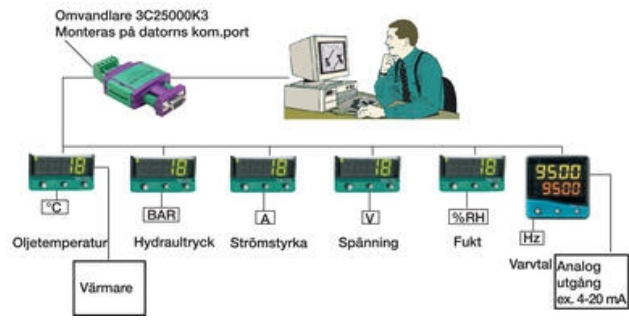 Omvandlare 3C25000K3
Monteras på datorns kom.port
18
18
18
18
18
9500
9500
°C
BAR
A
V
%RH
Hz
Oljetemperatur
Hydraultryck
Strömstyrka
Spänning
Fukt
Varvtal
Värmare
Analog
utgång
ex. 4-20 mA